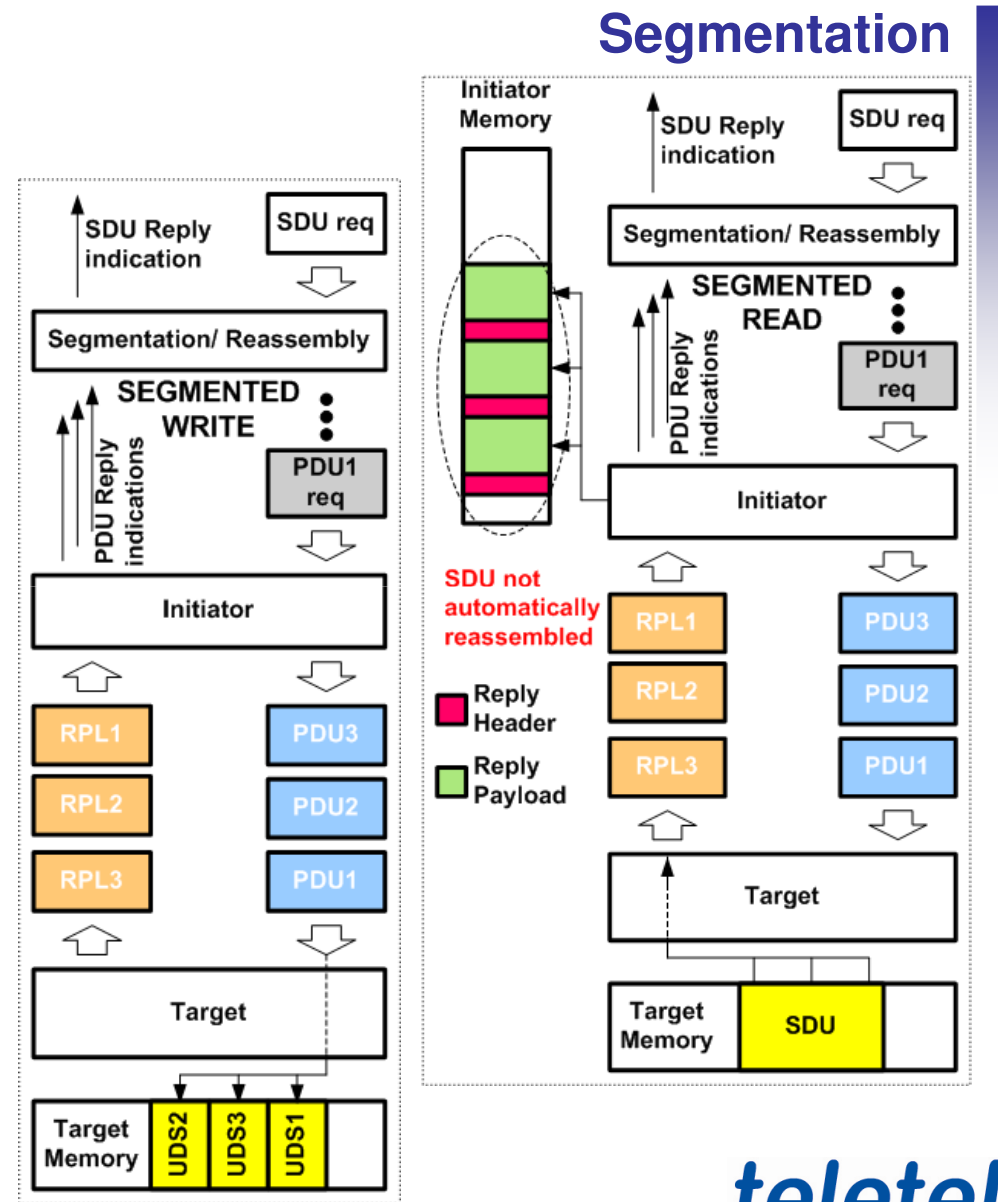 Segmentation
SDU Reply
indication
SDU req
Segmentation/ Reassembly
SEGMENTED
WRITE
PDU Reply
indications
PDU1
req
Initiator
RPL1
RPL2
RPL3
PDU3
PDU2
PDU1
Target
Target
Memory
UDS2
UDS3
UDS1
Initiator
Memory
SDU Reply
indication
SDU req
Segmentation/ Reassembly
SEGMENTED
READ
PDU Reply
indications
PDU1
req
Initiator
SDU not
automatically
reassembled
Reply
Header
Reply
Payload
RPL1
RPL2
RPL3
PDU3
PDU2
PDU1
Target
Target
Memory
SDU
teletel